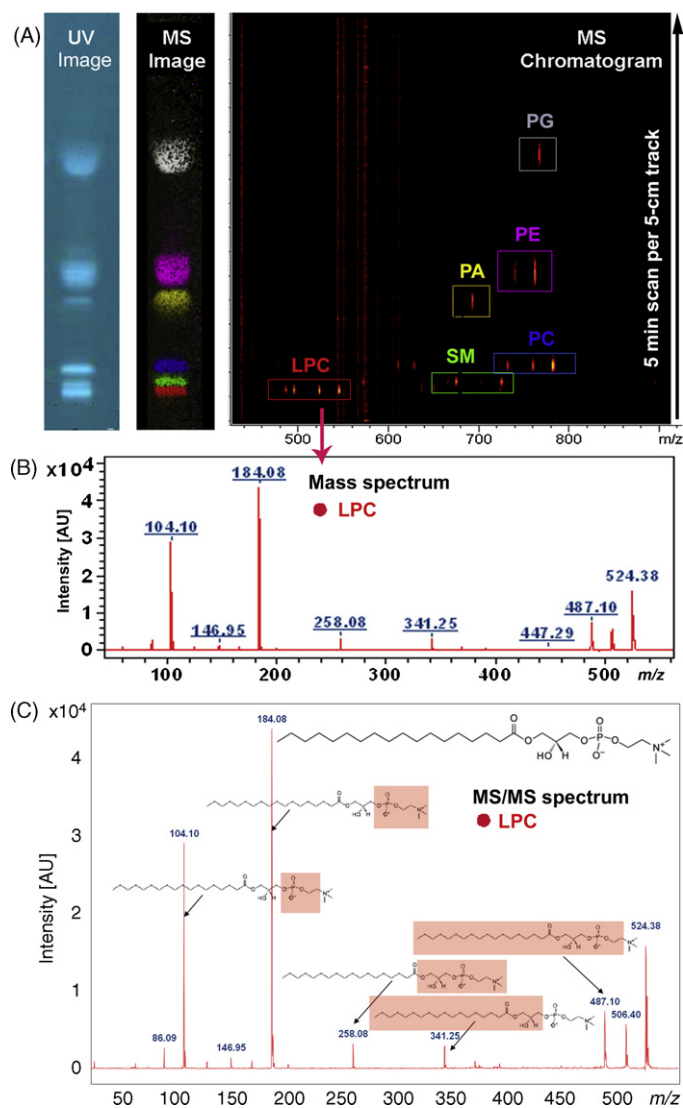 (A)
UV
Image
MS
Image
MS
Chromatogram
5 min scan per 5-cm track
PG
PE
PA
PC
SM
LPC
500 600 700 800 m/z
(B)
x10⁴
Intensity [AU]
4
3
2
1
0
184.08
104.10
146.95
258.08
341.25
447.29
487.10
524.38
Mass spectrum
LPC
100 200 300 400 500 m/z
(C)
x10⁴
Intensity [AU]
4
3
2
1
0
184.08
104.10
86.09
146.95
258.08
341.25
487.10
506.40
524.38
MS/MS spectrum
LPC
O
O
HO H
O
P
O
O⁻
O
N⁺
50 100 150 200 250 300 350 400 450 500 m/z